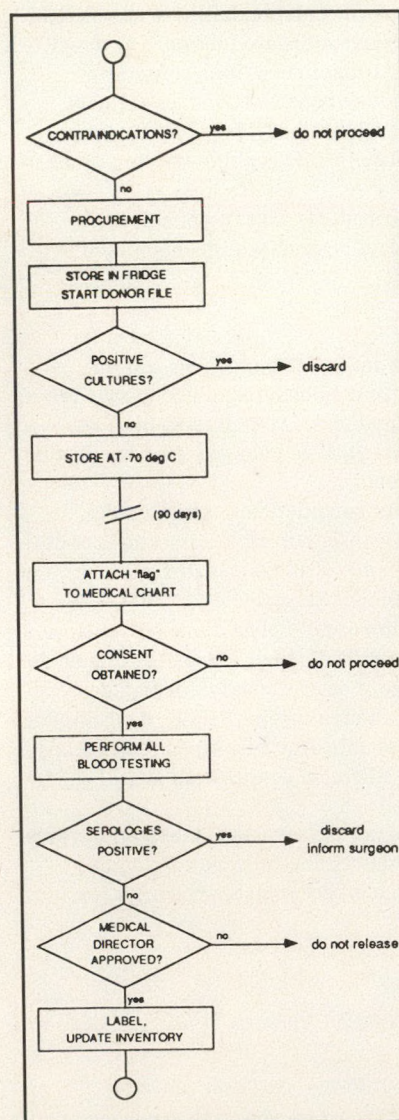 CONTRAINDICATIONS?
yes
do not proceed
no
PROCUREMENT
STORE IN FRIDGE
START DONOR FILE
POSITIVE
CULTURES?
yes
discard
no
STORE AT -70 deg C
(90 days)
ATTACH "flag"
TO MEDICAL CHART
CONSENT
OBTAINED?
no
do not proceed
yes
PERFORM ALL
BLOOD TESTING
SEROLOGIES
POSITIVE?
yes
discard
inform surgeon
no
MEDICAL
DIRECTOR
APPROVED?
no
do not release
yes
LABEL,
UPDATE INVENTORY